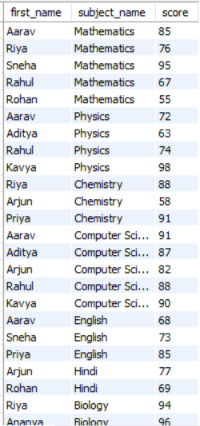 first_name subject_name score
Aarav Mathematics 85
Riya Mathematics 76
Sneha Mathematics 95
Rahul Mathematics 67
Rohan Mathematics 55
Aarav Physics 72
Aditya Physics 63
Rahul Physics 74
Kavya Physics 98
Riya Chemistry 88
Arjun Chemistry 58
Priya Chemistry 91
Aarav Computer Sci... 91
Aditya Computer Sci... 87
Arjun Computer Sci... 82
Rahul Computer Sci... 88
Kavya Computer Sci... 90
Aarav English 68
Sneha English 73
Priya English 85
Arjun Hindi 77
Rohan Hindi 69
Riya Biology 94
Ananya Biology 96